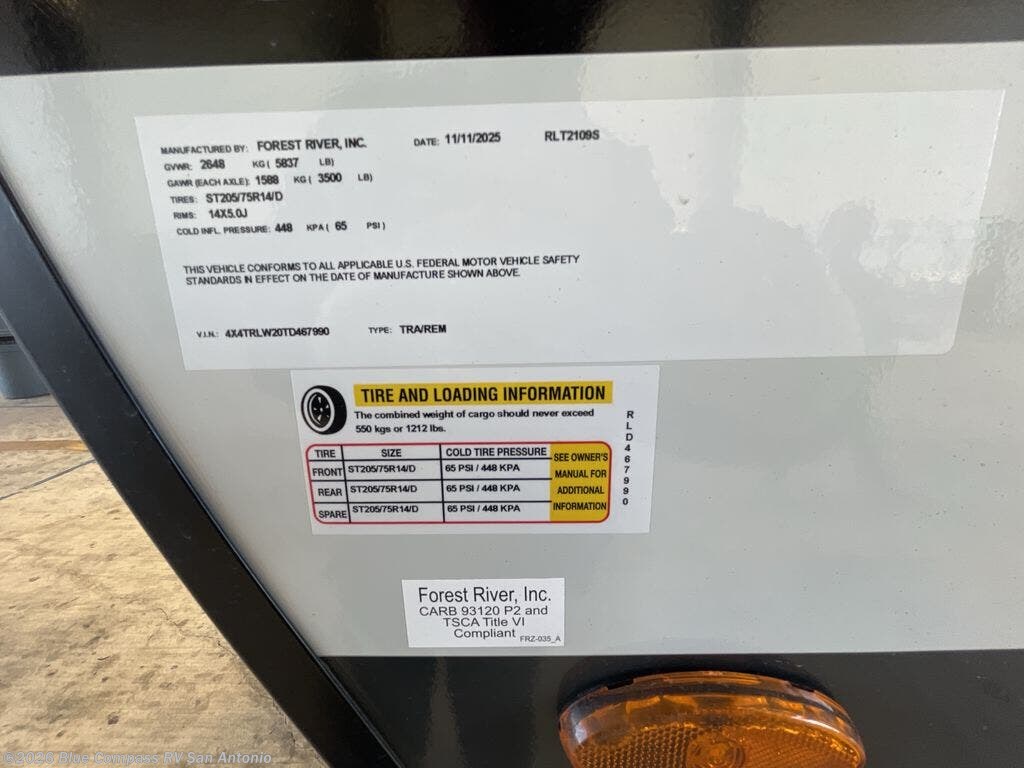 MANUFACTURED BY: FOREST RIVER, INC. DATE: 11/11/2025 RLT2109S
GVWR: 2648 KG ( 5837 LB)
GAWR (EACH AXLE): 1588 KG ( 3500 LB)
TIRES: ST205/75R14/D
RIMS: 14X5.0J
COLD INFL. PRESSURE: 448 KPA ( 65 PSI )
THIS VEHICLE CONFORMS TO ALL APPLICABLE U.S. FEDERAL MOTOR VEHICLE SAFETY
STANDARDS IN EFFECT ON THE DATE OF MANUFACTURE SHOWN ABOVE.
V.I.N.: 4X4TRLW20TD467990 TYPE: TRA/REM
TIRE AND LOADING INFORMATION
The combined weight of cargo should never exceed
550 kgs or 1212 lbs.
TIRE SIZE COLD TIRE PRESSURE
FRONT ST205/75R14/D 65 PSI / 448 KPA
REAR ST205/75R14/D 65 PSI / 448 KPA
SPARE ST205/75R14/D 65 PSI / 448 KPA
SEE OWNER'S
MANUAL FOR
ADDITIONAL
INFORMATION
RLD467990
Forest River, Inc.
CARB 93120 P2 and
TSCA Title VI
Compliant FRZ-035_A
©2026 Blue Compass RV San Antonio